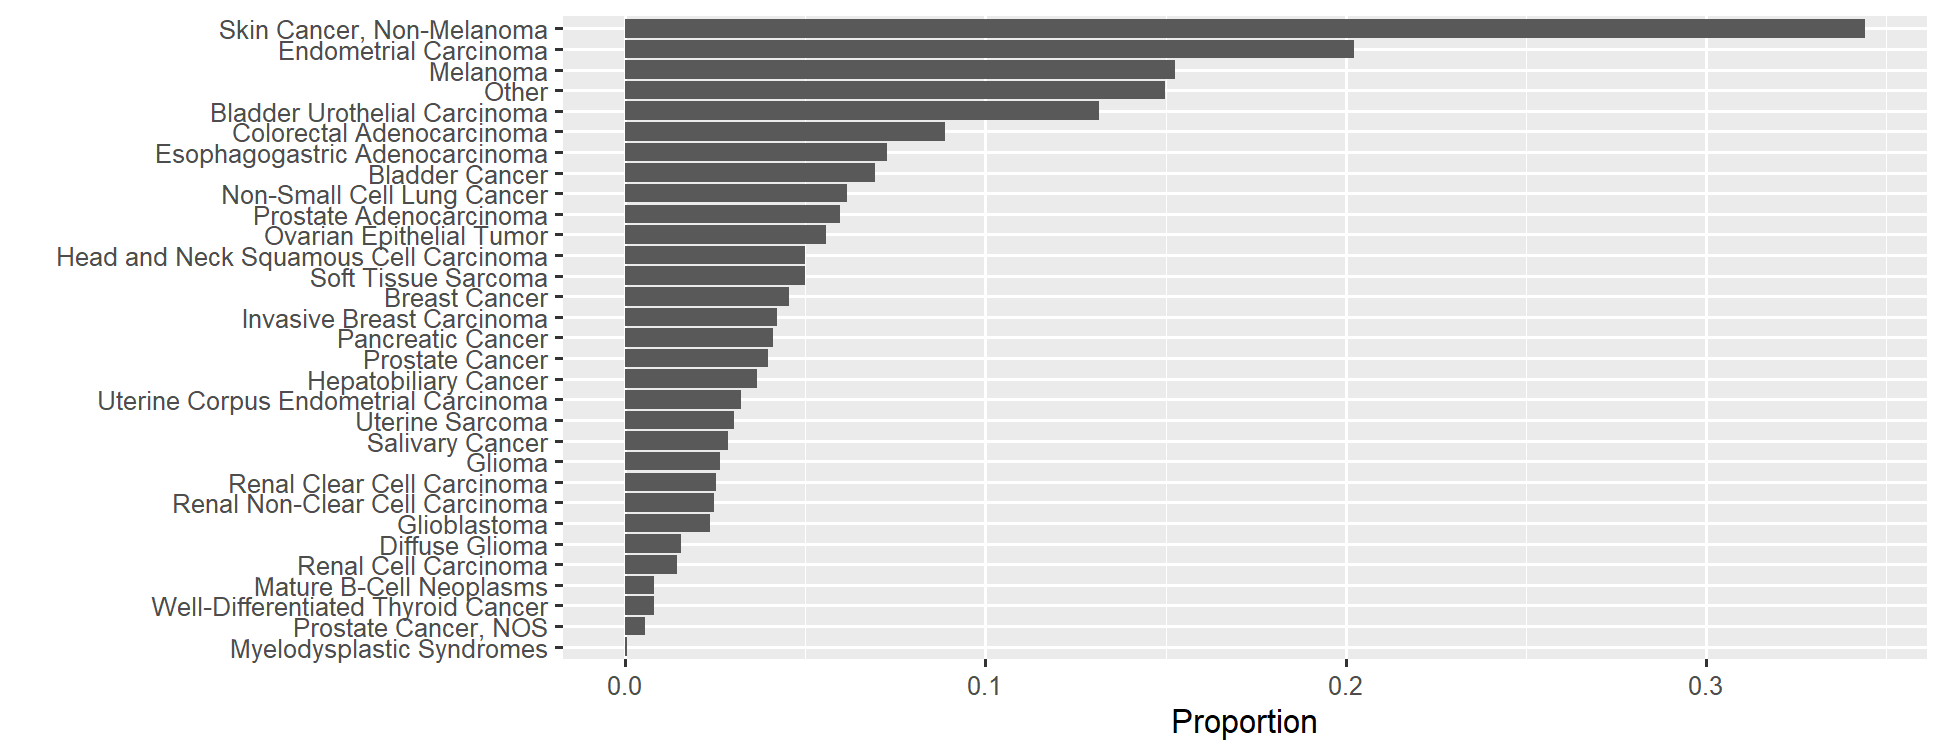 Skin Cancer, Non-Melanoma
Endometrial Carcinoma
Melanoma
Other
Bladder Urothelial Carcinoma
Colorectal Adenocarcinoma
Esophagogastric Adenocarcinoma
Bladder Cancer
Non-Small Cell Lung Cancer
Prostate Adenocarcinoma
Ovarian Epithelial Tumor
Head and Neck Squamous Cell Carcinoma
Soft Tissue Sarcoma
Breast Cancer
Invasive Breast Carcinoma
Pancreatic Cancer
Prostate Cancer
Hepatobiliary Cancer
Uterine Corpus Endometrial Carcinoma
Uterine Sarcoma
Salivary Cancer
Glioma
Renal Clear Cell Carcinoma
Renal Non-Clear Cell Carcinoma
Glioblastoma
Diffuse Glioma
Renal Cell Carcinoma
Mature B-Cell Neoplasms
Well-Differentiated Thyroid Cancer
Prostate Cancer, NOS
Myelodysplastic Syndromes
0.0 0.1 0.2 0.3
Proportion